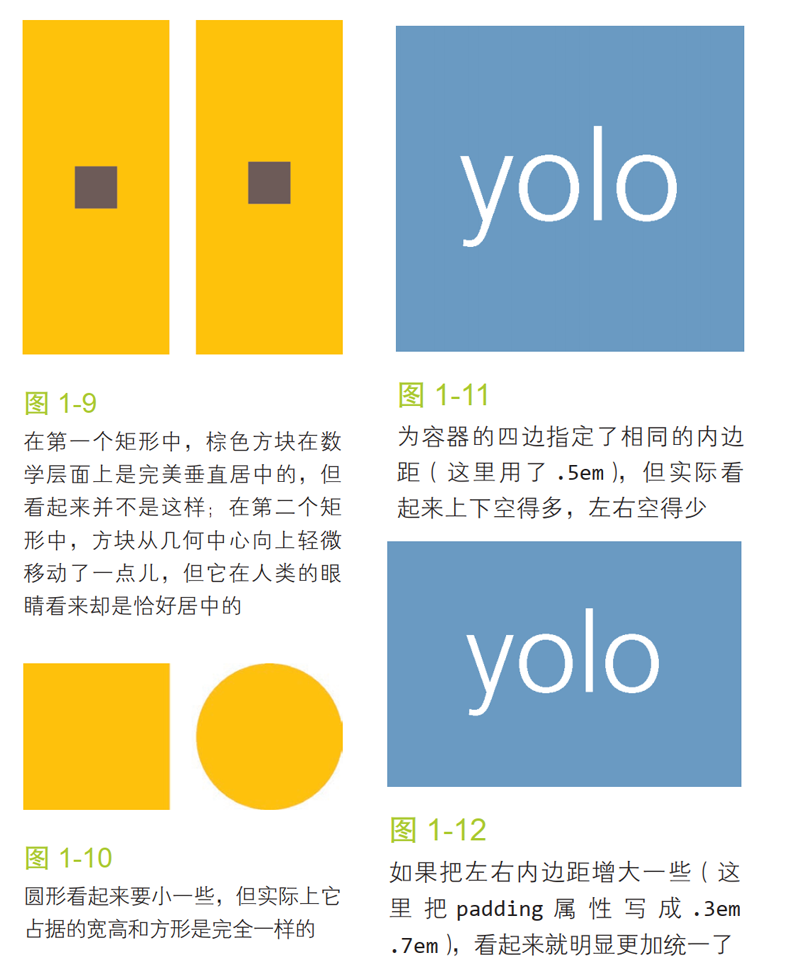 图 1-9
在第一个矩形中，棕色方块在数
学层面上是完美垂直居中的，但
看起来并不是这样；在第二个矩
形中，方块从几何中心向上轻微
移动了一点儿，但它在人类的眼
睛看来却是恰好居中的
图 1-10
圆形看起来要小一些，但实际上它
占据的宽高和方形是完全一样的
yolo
图 1-11
为容器的四边指定了相同的内边
距（这里用了 .5em），但实际看
起来上下空得多，左右空得少
yolo
图 1-12
如果把左右内边距增大一些（这
里把 padding 属性写成 .3em
.7em），看起来就明显更加统一了